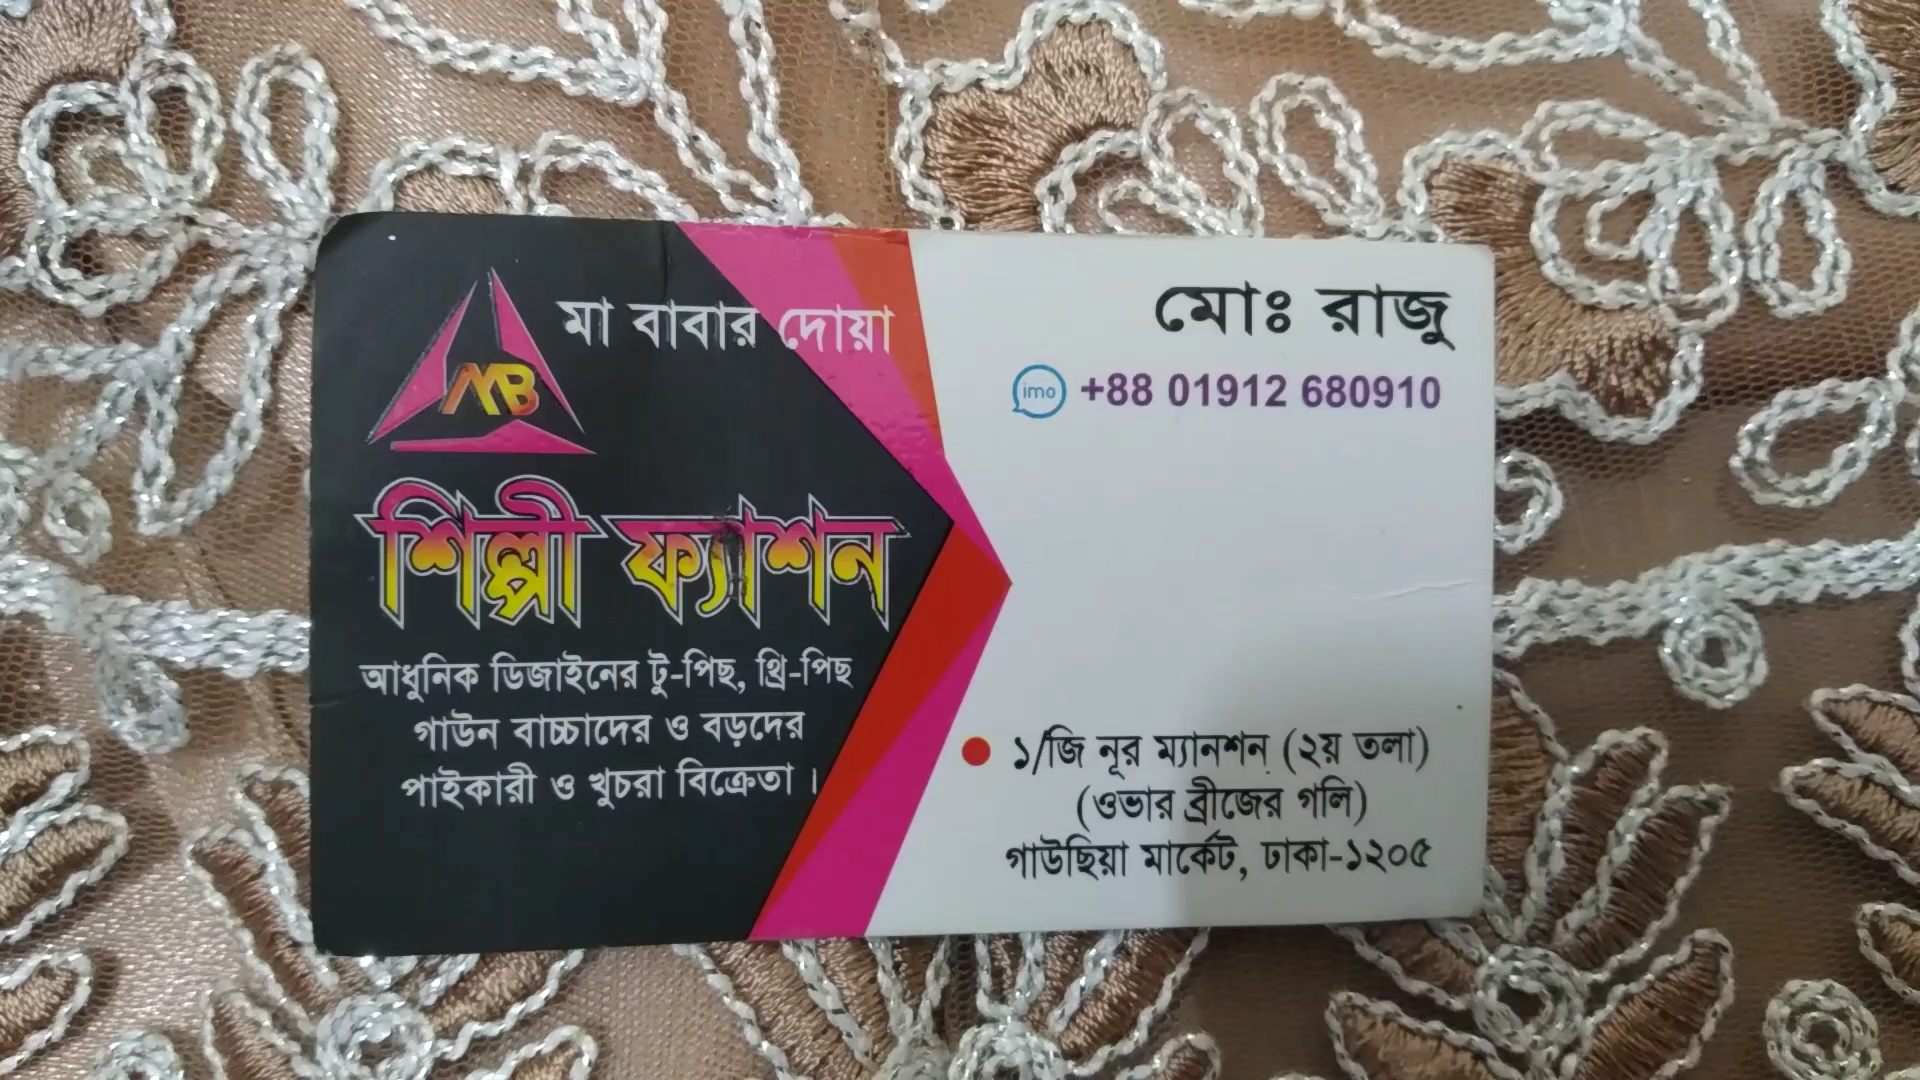 মা বাবার দোয়া
MB
শিল্পী ফ্যাশন
আধুনিক ডিজাইনের টু-পিছ, থ্রি-পিছ
গাউন বাচ্চাদের ও বড়দের
পাইকারী ও খুচরা বিক্রেতা।
মোঃ রাজু
imo +88 01912 680910
১/জি নূর ম্যানশন (২য় তলা)
(ওভার ব্রীজের গলি)
গাউছিয়া মার্কেট, ঢাকা-১২০৫